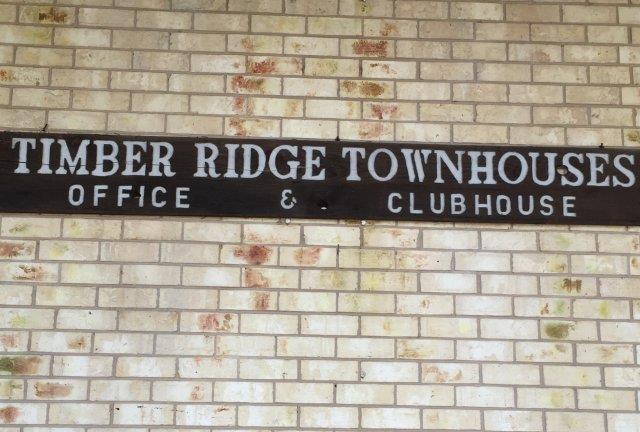 TIMBER RIDGE TOWNHOUSES
OFFICE & CLUBHOUSE